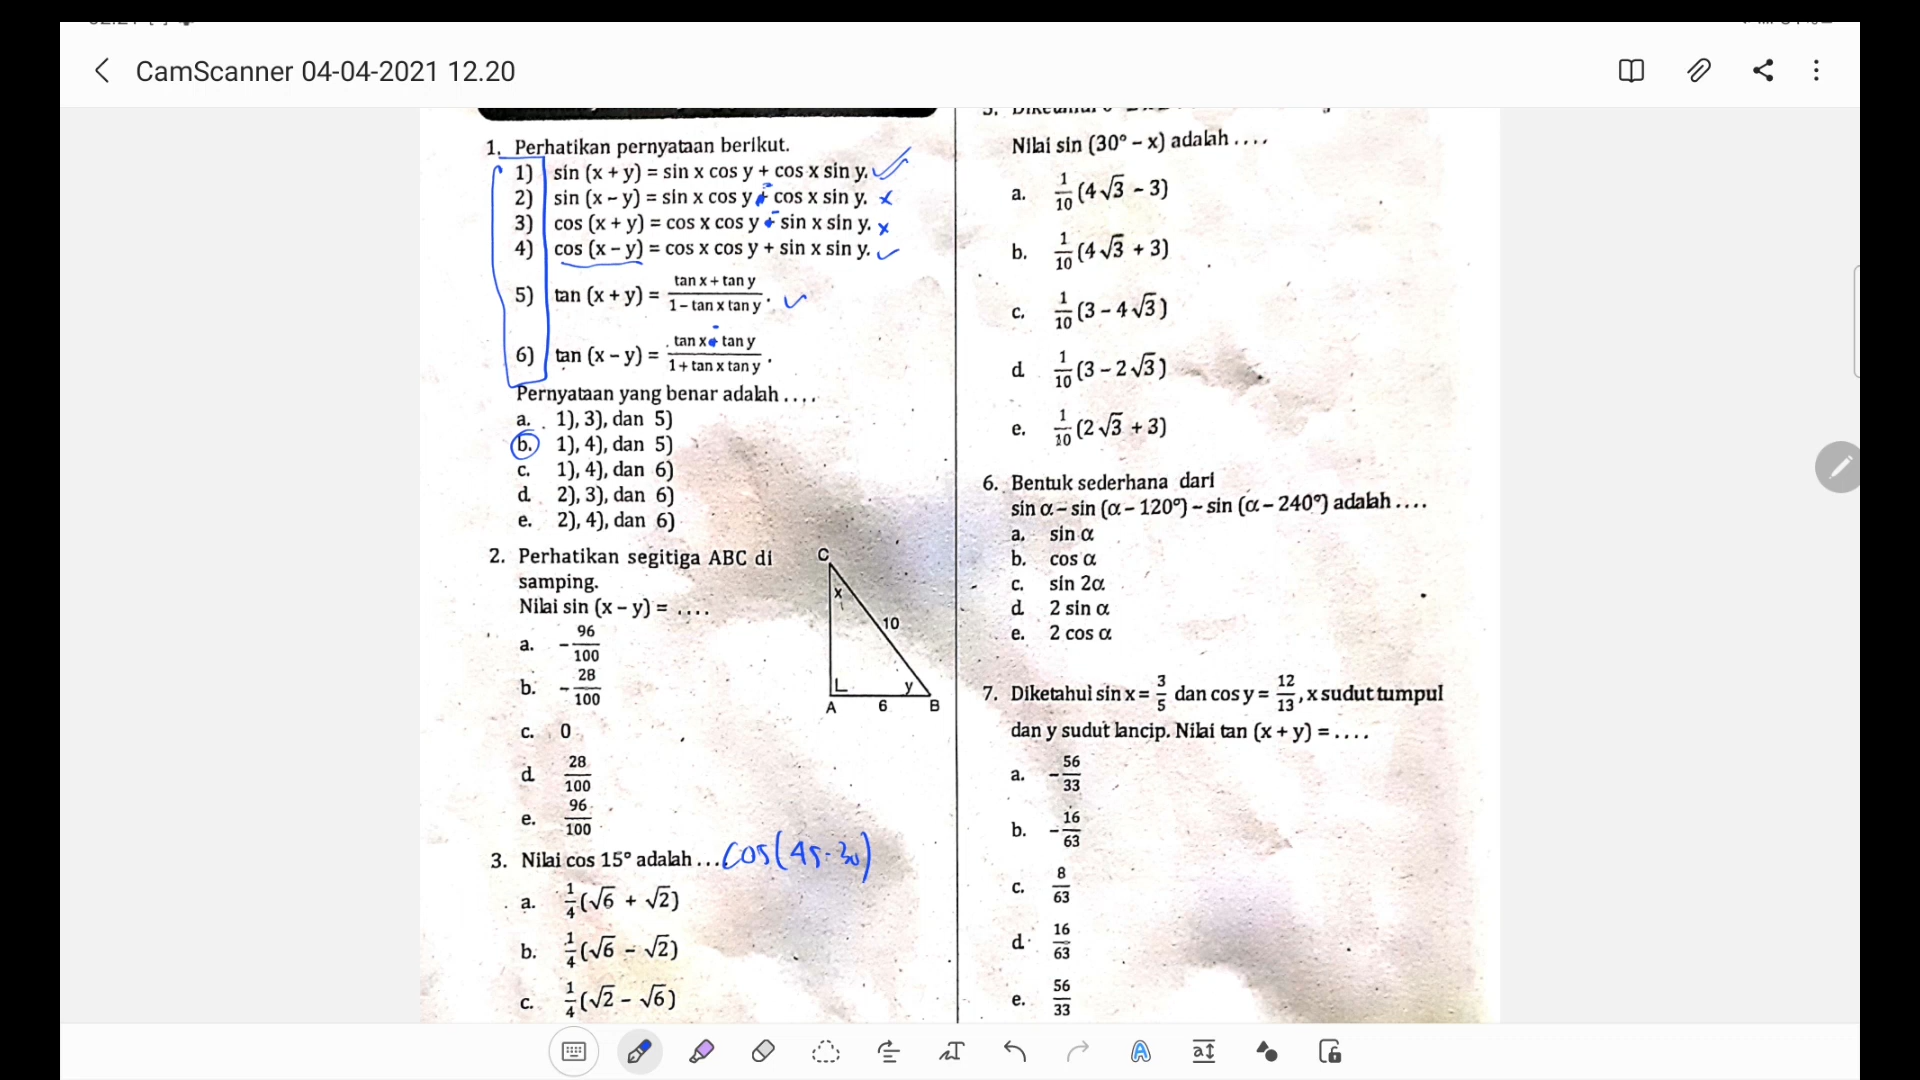 CamScanner 04-04-2021 12.20
1. Perhatikan pernyataan berikut.
1) sin (x + y) = sin x cos y + cos x sin y.
2) sin (x − y) = sin x cos y + cos x sin y.
3) cos (x + y) = cos x cos y + sin x sin y.
4) cos (x − y) = cos x cos y + sin x sin y.
5) tan (x + y) = (tan x + tan y)/(1 − tan x tan y).
6) tan (x − y) = (tan x + tan y)/(1 + tan x tan y).
Pernyataan yang benar adalah ....
a. 1), 3), dan 5)
b. 1), 4), dan 5)
c. 1), 4), dan 6)
d. 2), 3), dan 6)
e. 2), 4), dan 6)
2. Perhatikan segitiga ABC di
samping.
Nilai sin (x − y) = ....
a. −96/100
b. −28/100
c. 0
d. 28/100
e. 96/100
C
x
10
y
A 6 B
3. Nilai cos 15° adalah .... cos(45-30)
a. 1/4(√6 + √2)
b. 1/4(√6 − √2)
c. 1/4(√2 − √6)
Nilai sin (30° − x) adalah ....
a. 1/10 (4√3 − 3)
b. 1/10 (4√3 + 3)
c. 1/10 (3 − 4√3)
d. 1/10 (3 − 2√3)
e. 1/10 (2√3 + 3)
6. Bentuk sederhana dari
sin α − sin (α − 120°) − sin (α − 240°) adalah ....
a. sin α
b. cos α
c. sin 2α
d. 2 sin α
e. 2 cos α
7. Diketahui sin x = 3/5 dan cos y = 12/13, x sudut tumpul
dan y sudut lancip. Nilai tan (x + y) = ....
a. −56/33
b. −16/63
c. 8/63
d. 16/63
e. 56/33